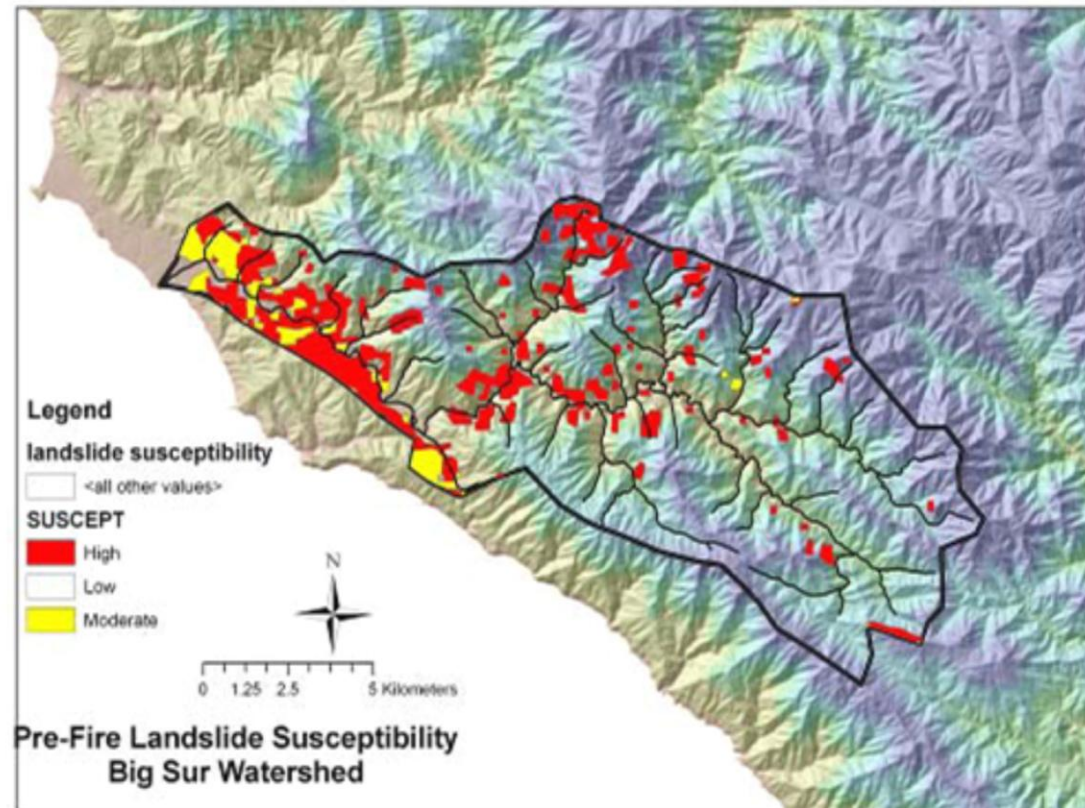 Legend
landslide susceptibility
<all other values>
SUSCEPT
High
Low
Moderate
N
0 1.25 2.5 5 Kilometers
Pre-Fire Landslide Susceptibility
Big Sur Watershed